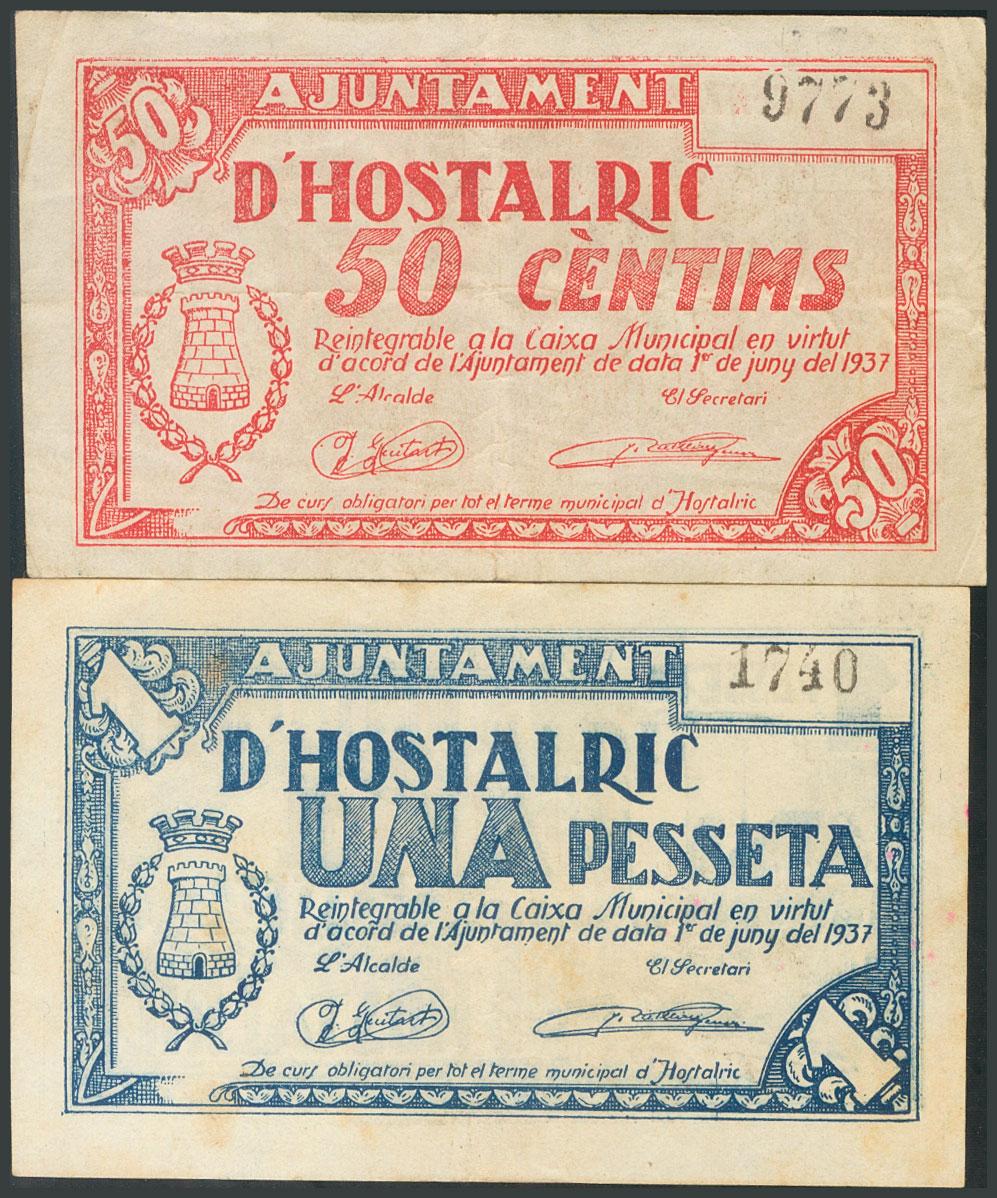 50
AJUNTAMENT
9773
D'HOSTALRIC
50 CÈNTIMS
Reintegrable a la Caixa Municipal en virtut
d'acord de l'Ajuntament de data 1er de juny del 1937
L'Alcalde El Secretari
De curs obligatori per tot el terme municipal d'Hostalric
50
1
AJUNTAMENT
1740
D'HOSTALRIC
UNA PESSETA
Reintegrable a la Caixa Municipal en virtut
d'acord de l'Ajuntament de data 1er de juny del 1937
L'Alcalde El Secretari
De curs obligatori per tot el terme municipal d'Hostalric
1